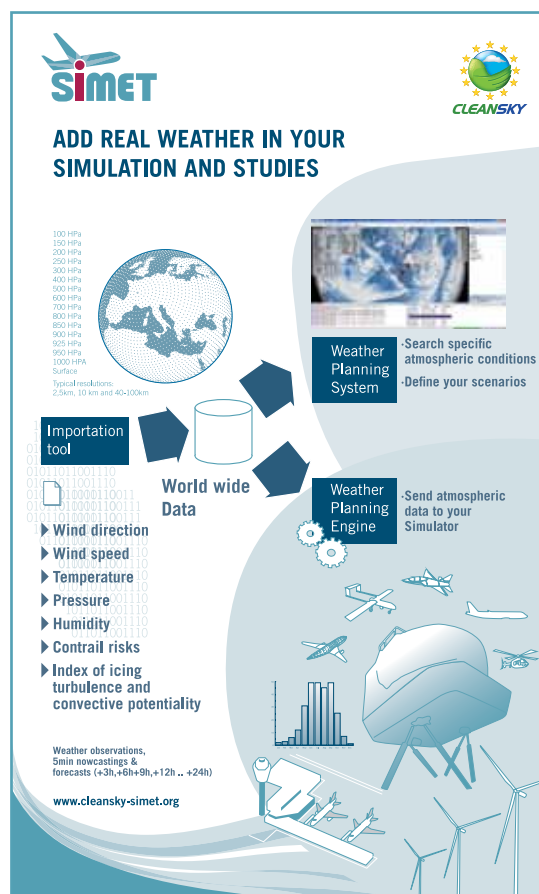 SiMET
CLEANSKY
ADD REAL WEATHER IN YOUR
SIMULATION AND STUDIES
100 HPa
150 HPa
200 HPa
250 HPa
300 HPa
400 HPa
500 HPa
600 HPa
700 HPa
800 HPa
850 HPa
900 HPa
925 HPa
950 HPa
1000 HPA
Surface
Typical resolutions:
2,5km, 10 km and 40-100km
Weather
Planning
System
·Search specific
atmospheric conditions
·Define your scenarios
Importation
tool
World wide
Data
Weather
Planning
Engine
·Send atmospheric
data to your
Simulator
Wind direction
Wind speed
Temperature
Pressure
Humidity
Contrail risks
Index of icing
turbulence and
convective potentiality
Weather observations,
5min nowcastings &
forecasts (+3h,+6h+9h,+12h .. +24h)
www.cleansky-simet.org